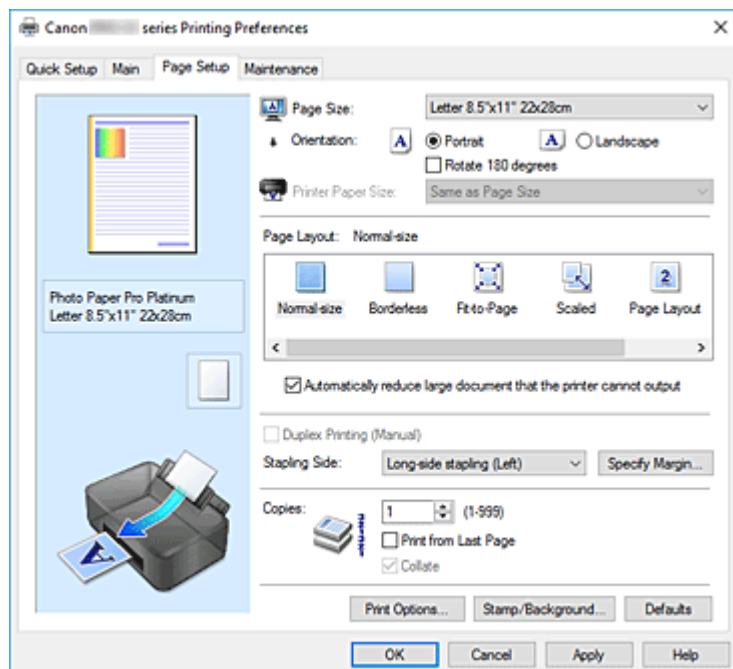 Canon series Printing Preferences
Quick Setup Main Page Setup Maintenance
Page Size: Letter 8.5"x11" 22x28cm
Orientation: A Portrait A Landscape
Rotate 180 degrees
Printer Paper Size: Same as Page Size
Page Layout: Normal-size
2
Normal-size Borderless Fit-to-Page Scaled Page Layout
Photo Paper Pro Platinum
Letter 8.5"x11" 22x28cm
Automatically reduce large document that the printer cannot output
Duplex Printing (Manual)
Stapling Side: Long-side stapling (Left) Specify Margin...
Copies: 1 (1-999)
Print from Last Page
Collate
A
Print Options... Stamp/Background... Defaults
OK Cancel Apply Help